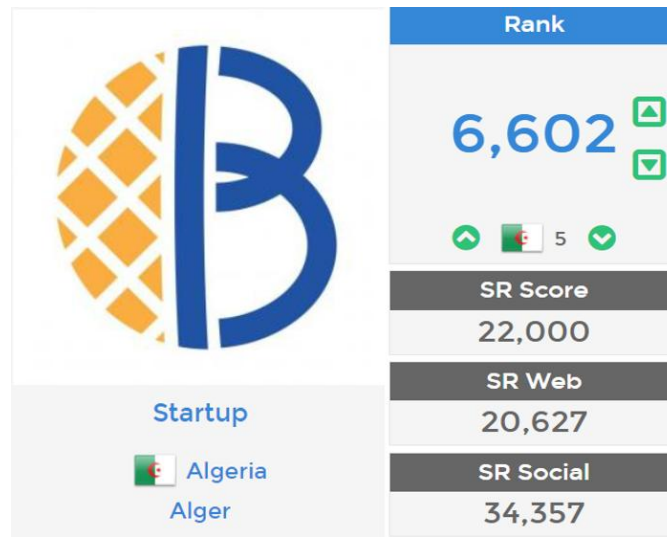 Rank
6,602
5
SR Score
22,000
SR Web
20,627
SR Social
34,357
Startup
Algeria
Alger